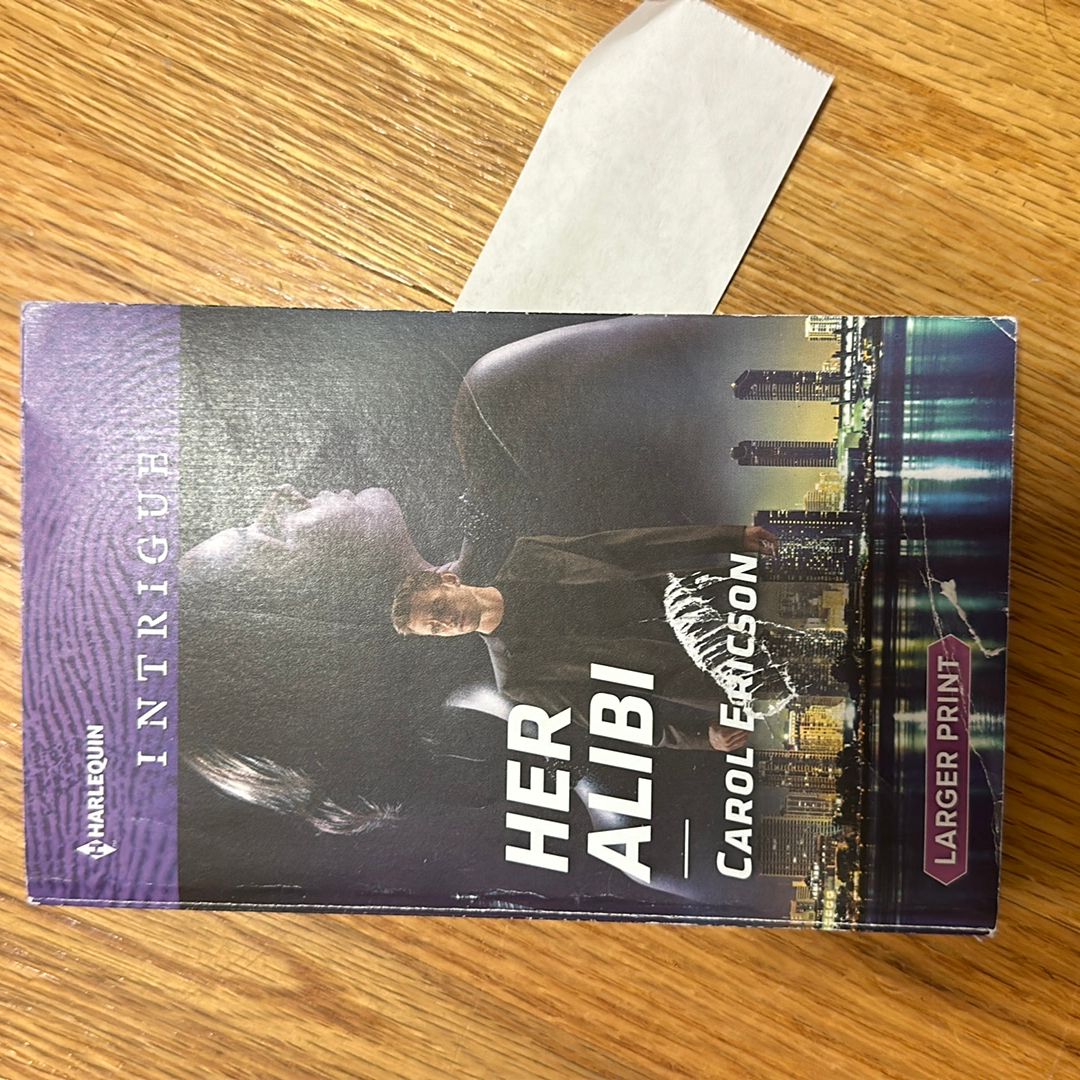 HARLEQUIN
INTRIGUE
HER
ALIBI
CAROL ERICSON
LARGER PRINT